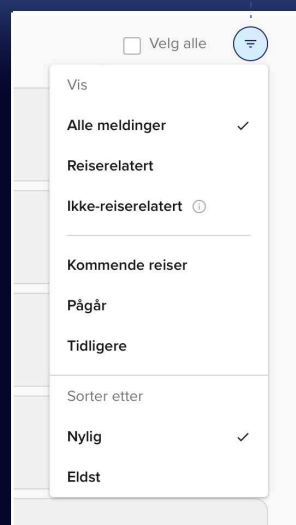 Velg alle
Vis
Alle meldinger
Reiserelatert
Ikke-reiserelatert
Kommende reiser
Pågår
Tidligere
Sorter etter
Nylig
Eldst